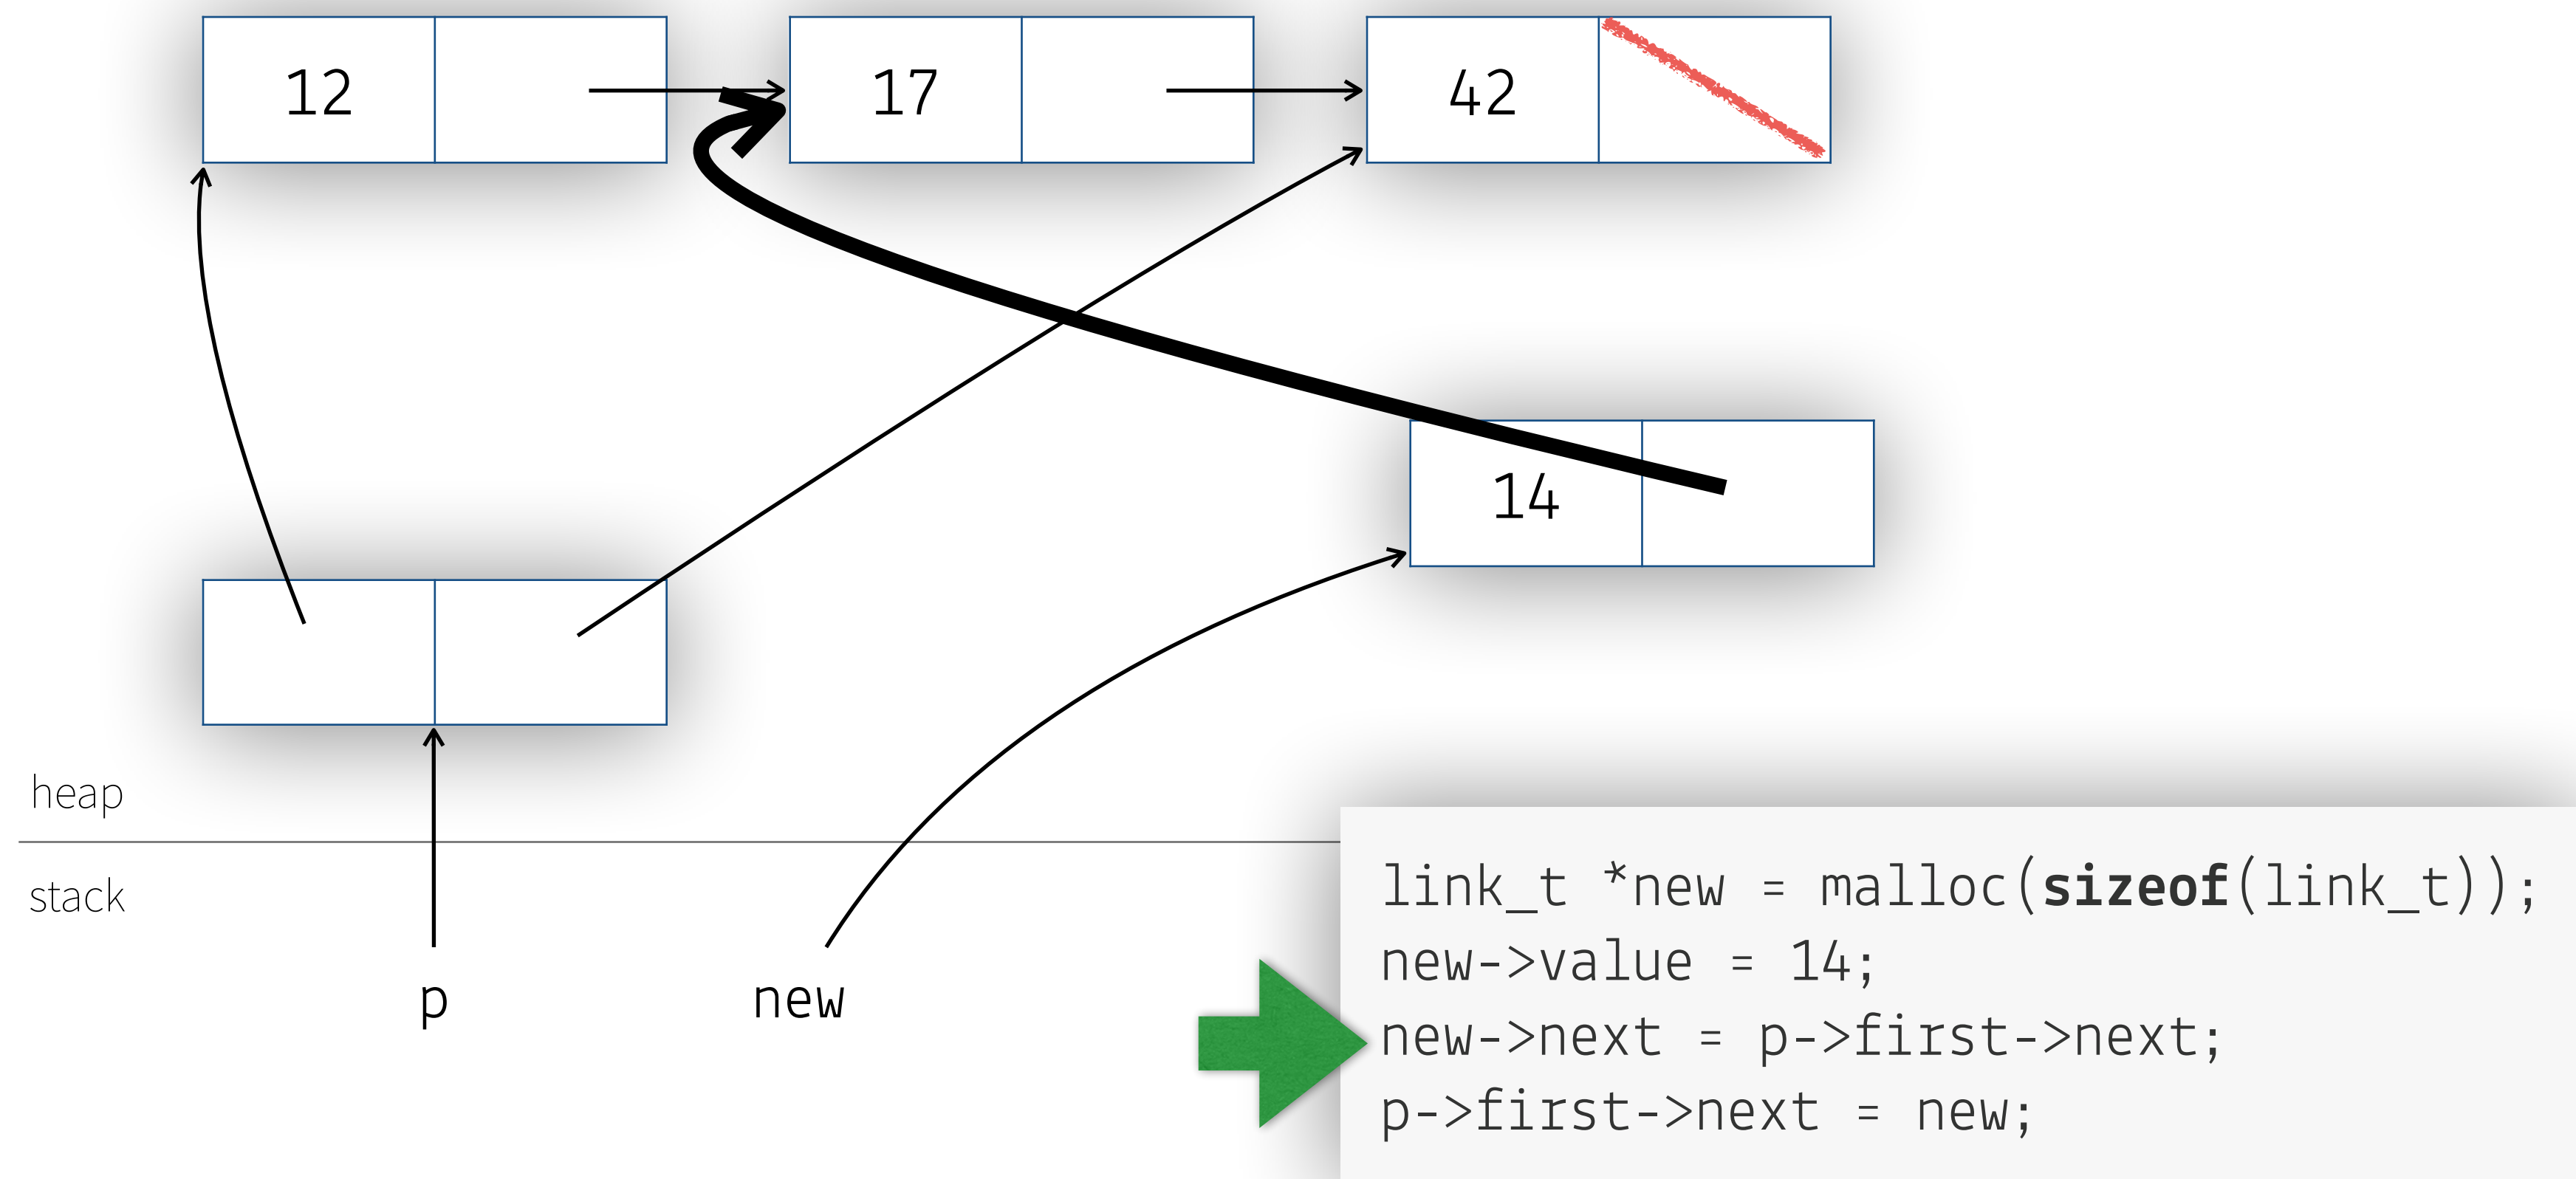 12
17
42
14
heap
stack
p
new
link_t *new = malloc(sizeof(link_t));
new->value = 14;
new->next = p->first->next;
p->first->next = new;